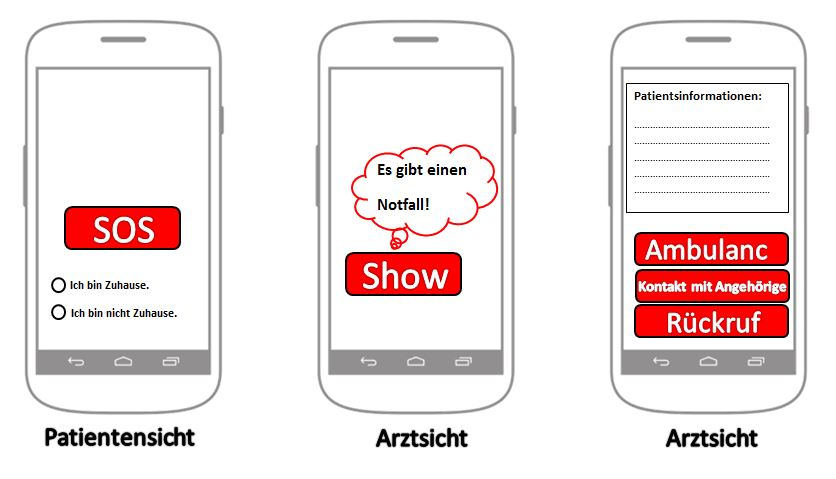 SOS
Ich bin Zuhause.
Ich bin nicht Zuhause.
Patientensicht
Es gibt einen
Notfall!
Show
Arztsicht
Patientsinformationen:
Ambulanc
Kontakt mit Angehörige
Rückruf
Arztsicht